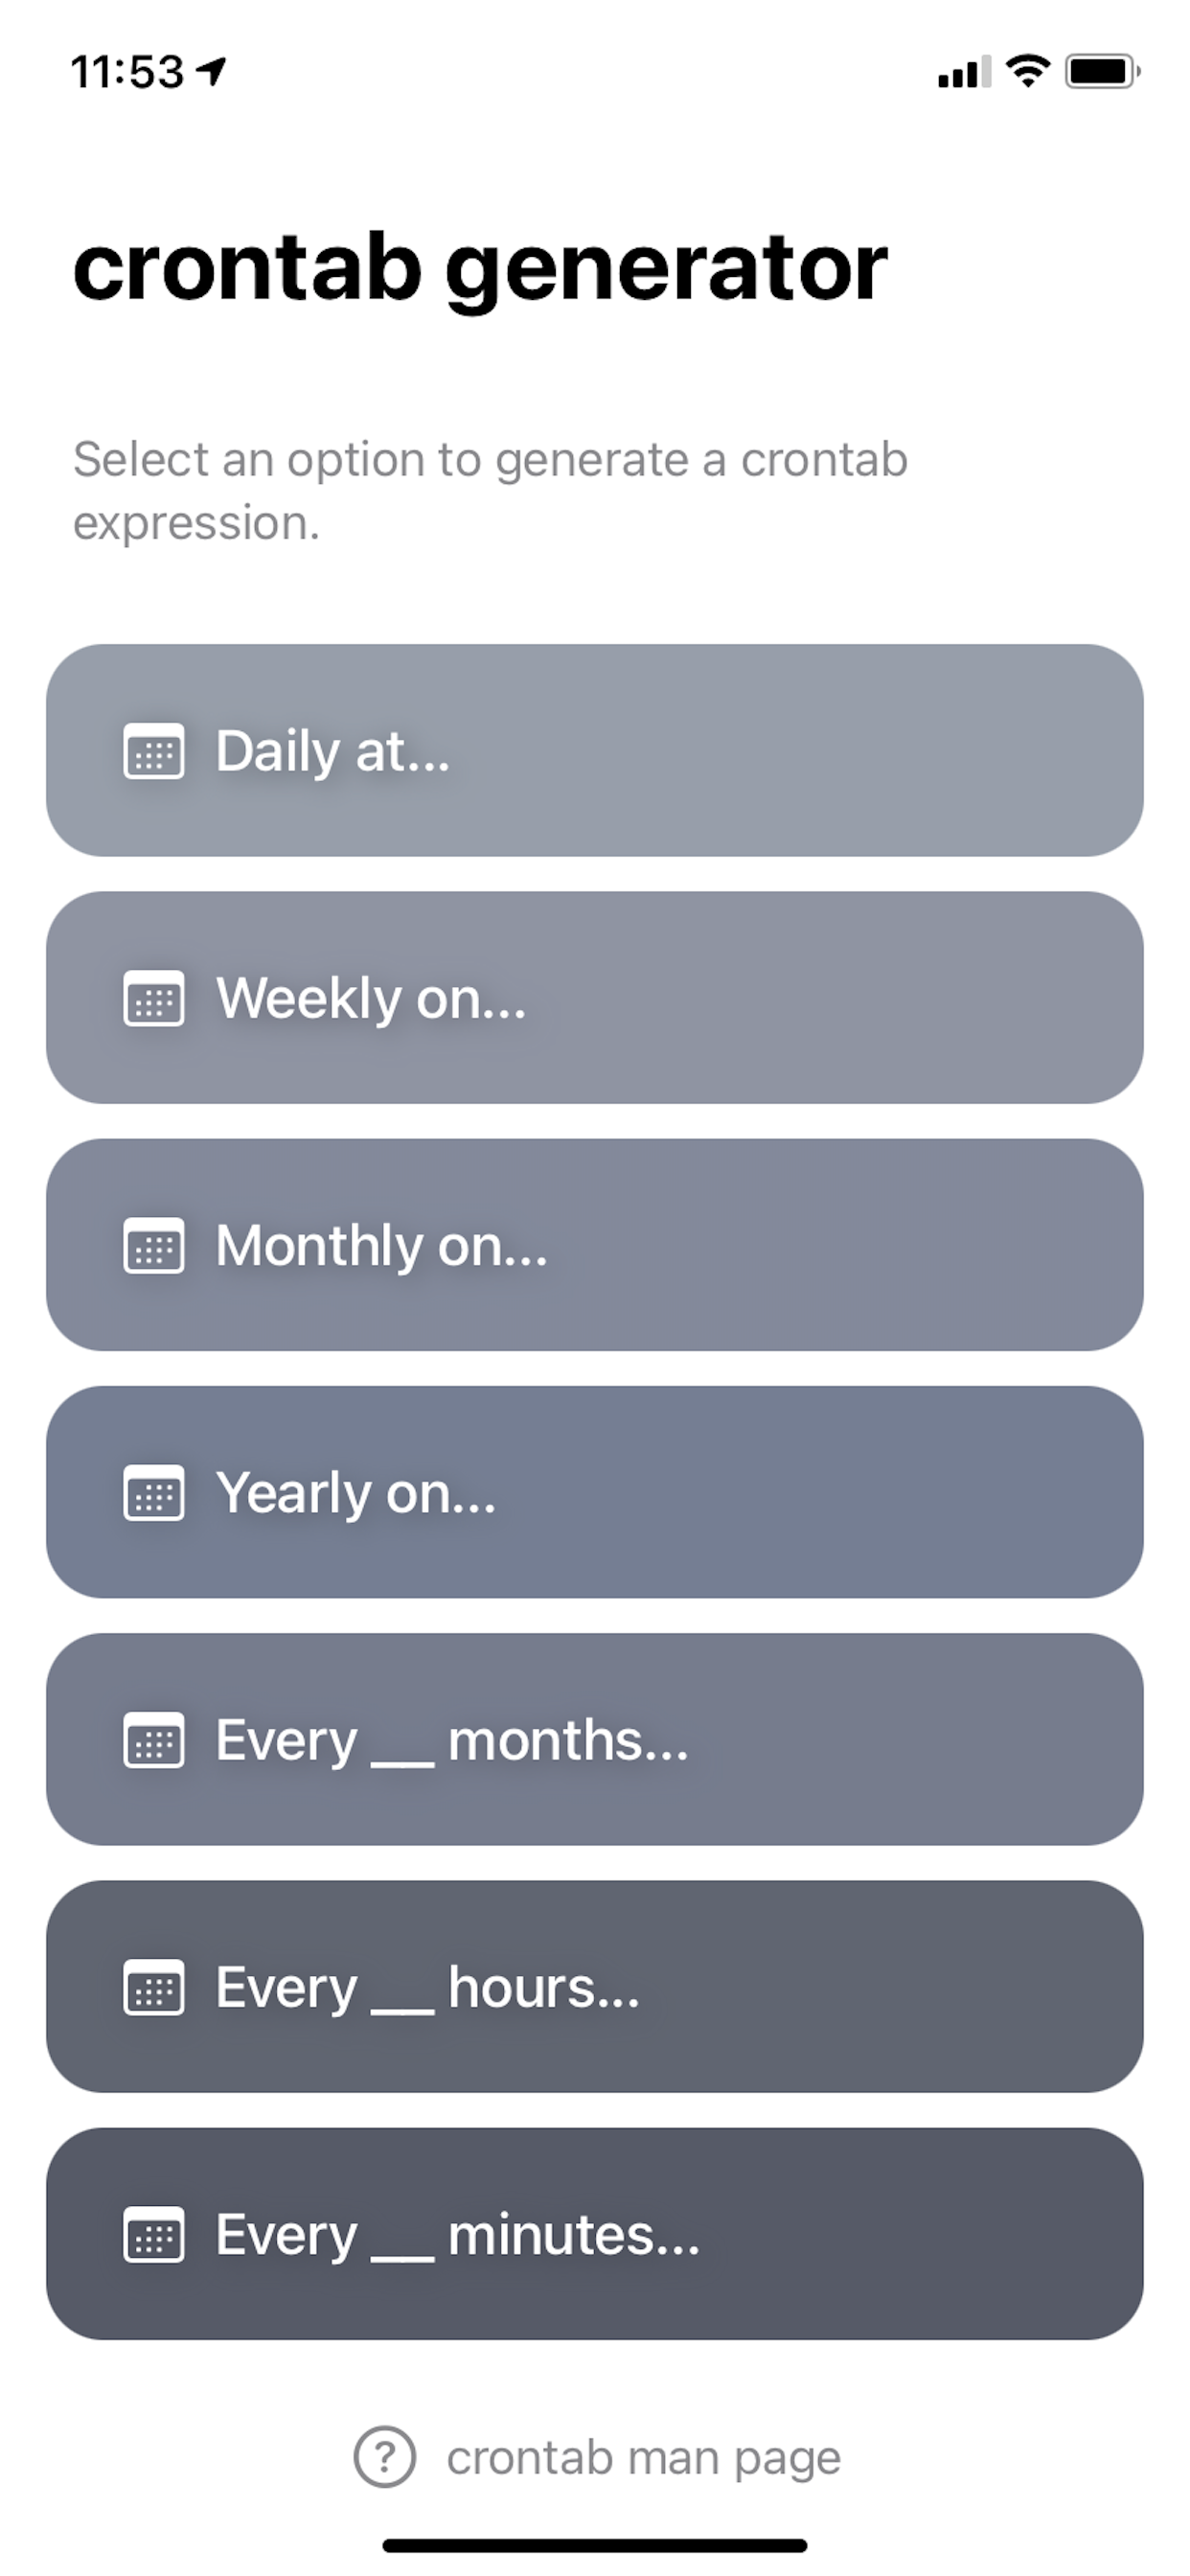 11:53
crontab generator
Select an option to generate a crontab
expression.
Daily at...
Weekly on...
Monthly on...
Yearly on...
Every __ months...
Every __ hours...
Every __ minutes...
? crontab man page